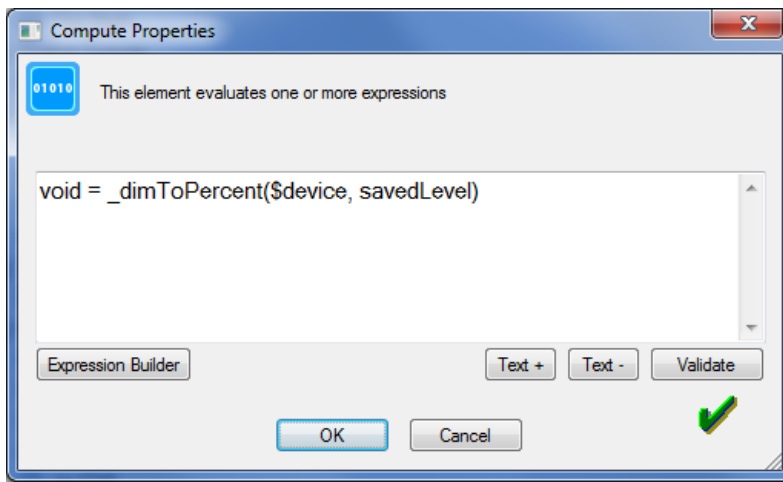 Compute Properties
01010
This element evaluates one or more expressions
void = _dimToPercent($device, savedLevel)
Expression Builder
Text +
Text -
Validate
OK
Cancel